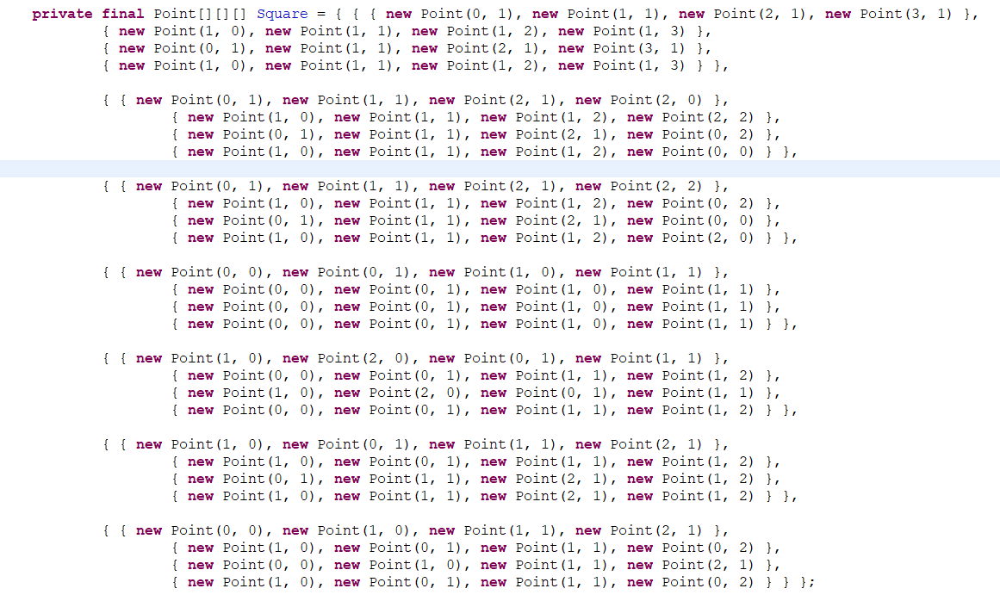 private final Point[][][] Square = { { { new Point(0, 1), new Point(1, 1), new Point(2, 1), new Point(3, 1) },
{ new Point(1, 0), new Point(1, 1), new Point(1, 2), new Point(1, 3) },
{ new Point(0, 1), new Point(1, 1), new Point(2, 1), new Point(3, 1) },
{ new Point(1, 0), new Point(1, 1), new Point(1, 2), new Point(1, 3) } },
{ { new Point(0, 1), new Point(1, 1), new Point(2, 1), new Point(2, 0) },
{ new Point(1, 0), new Point(1, 1), new Point(1, 2), new Point(2, 2) },
{ new Point(0, 1), new Point(1, 1), new Point(2, 1), new Point(0, 2) },
{ new Point(1, 0), new Point(1, 1), new Point(1, 2), new Point(0, 0) } },
{ { new Point(0, 1), new Point(1, 1), new Point(2, 1), new Point(2, 2) },
{ new Point(1, 0), new Point(1, 1), new Point(1, 2), new Point(0, 2) },
{ new Point(0, 1), new Point(1, 1), new Point(2, 1), new Point(0, 0) },
{ new Point(1, 0), new Point(1, 1), new Point(1, 2), new Point(2, 0) } },
{ { new Point(0, 0), new Point(0, 1), new Point(1, 0), new Point(1, 1) },
{ new Point(0, 0), new Point(0, 1), new Point(1, 0), new Point(1, 1) },
{ new Point(0, 0), new Point(0, 1), new Point(1, 0), new Point(1, 1) },
{ new Point(0, 0), new Point(0, 1), new Point(1, 0), new Point(1, 1) } },
{ { new Point(1, 0), new Point(2, 0), new Point(0, 1), new Point(1, 1) },
{ new Point(0, 0), new Point(0, 1), new Point(1, 1), new Point(1, 2) },
{ new Point(1, 0), new Point(2, 0), new Point(0, 1), new Point(1, 1) },
{ new Point(0, 0), new Point(0, 1), new Point(1, 1), new Point(1, 2) } },
{ { new Point(1, 0), new Point(0, 1), new Point(1, 1), new Point(2, 1) },
{ new Point(1, 0), new Point(0, 1), new Point(1, 1), new Point(1, 2) },
{ new Point(0, 1), new Point(1, 1), new Point(2, 1), new Point(1, 2) },
{ new Point(1, 0), new Point(1, 1), new Point(2, 1), new Point(1, 2) } },
{ { new Point(0, 0), new Point(1, 0), new Point(1, 1), new Point(2, 1) },
{ new Point(1, 0), new Point(0, 1), new Point(1, 1), new Point(0, 2) },
{ new Point(0, 0), new Point(1, 0), new Point(1, 1), new Point(2, 1) },
{ new Point(1, 0), new Point(0, 1), new Point(1, 1), new Point(0, 2) } } };